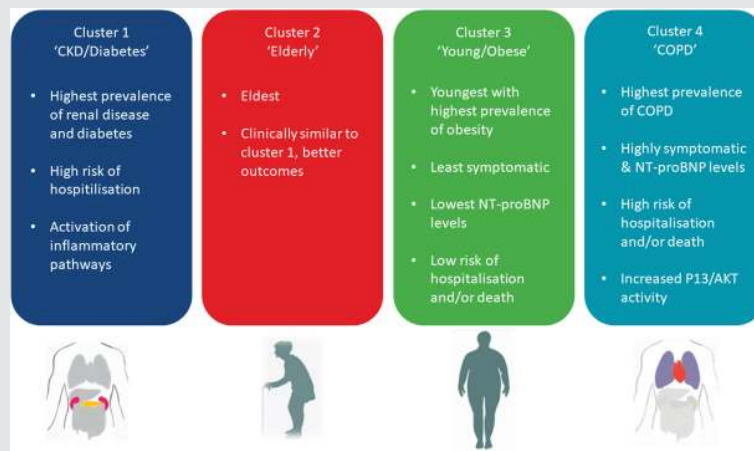 Cluster 1
'CKD/Diabetes'
• Highest prevalence
of renal disease
and diabetes
• High risk of
hospitilisation
• Activation of
inflammatory
pathways
Cluster 2
'Elderly'
• Eldest
• Clinically similar to
cluster 1, better
outcomes
Cluster 3
'Young/Obese'
• Youngest with
highest prevalence
of obesity
• Least symptomatic
• Lowest NT-proBNP
levels
• Low risk of
hospitalisation
and/or death
Cluster 4
'COPD'
• Highest prevalence
of COPD
• Highly symptomatic
& NT-proBNP levels
• High risk of
hospitalisation
and/or death
• Increased P13/AKT
activity